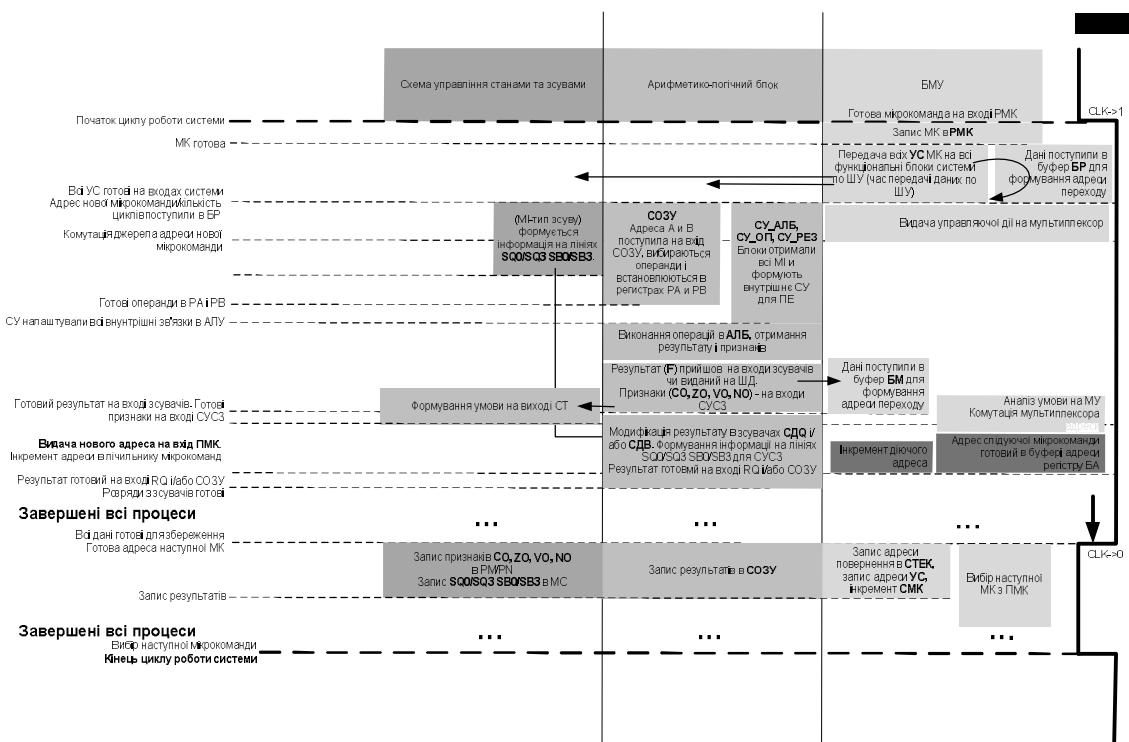 Схема управління станами та зсувами
Арифметико-логічний блок
БМУ
Готова мікрокоманда на вході РМК
CLK->1
Початок циклу роботи системи
Запис МК в РМК
МК готова
Передача всіх УС МК на всі
функціональні блоки системи
по ШУ (час передачі даних по
ШУ)
Дані поступили в
буфер БР для
формування адреси
переходу
Всі УС готові на входах системи
Адрес нової мікрокоманди/кількість
циклів поступили в БР
Комутація джерела адреси нової
мікрокоманди
(МІ-тип зсуву)
формується
інформація на лініях
SQ0/SQ3 SB0/SB3.
СОЗУ
Адреса А и В
поступила на вхід
СОЗУ, вибираються
операнди і
встановлюються в
регістрах РА и РВ
СУ_АЛБ,
СУ_ОП, СУ_РЕЗ
Блоки отримали
всі МІ и
формують
внутрішнє СУ
для ПЕ
Видача управляючої дії на мультиплексор
Готові операнди в РА і РВ
СУ налаштували всі внутрішні зв'язки в АЛУ
Виконання операцій в АЛБ, отримання
результату і признаків
Результат (F) прийшов на входи зсувачів
чи виданий на ШД.
Признаки (CO, ZO, VO, NO) – на входи
СУСЗ
Дані поступили в
буфер БМ для
формування
адреси переходу
Готовий результат на вході зсувачів. Готові
признаки на вході СУСЗ
Формування умови на виході СТ
Аналіз умови на МУ
Комутація мультиплексора
Видача нового адреса на вхід ПМК.
Інкремент адреси в лічильнику мікрокоманд
Модифікація результату в зсувачах СДQ і/
або СДВ. Формування інформації на лініях
SQ0/SQ3 SB0/SB3 для СУСЗ
Результат готовий на вході RQ і/або СОЗУ
Інкремент діючого
адреса
Адрес слідуючої мікрокоманди
готовий в буфері адреси
регістру БА
Результат готовий на вході RQ і/або СОЗУ
Розряди з зсувачів готові
Завершені всі процеси
... ... ...
Всі дані готові для збереження
Готова адреса наступної МК
CLK->0
Запис признаків CO, ZO, VO, NO
в РМ/PN
Запис SQ0/SQ3 SB0/SB3 в МС
Запис результатів в СОЗУ
Запис адреси
повернення в СТЕК,
запис адреси УС,
інкремент СМК
Вибір наступної
МК з ПМК
Запис результатів
Завершені всі процеси
... ... ...
Вибір наступної мікрокоманди
Кінець циклу роботи системи